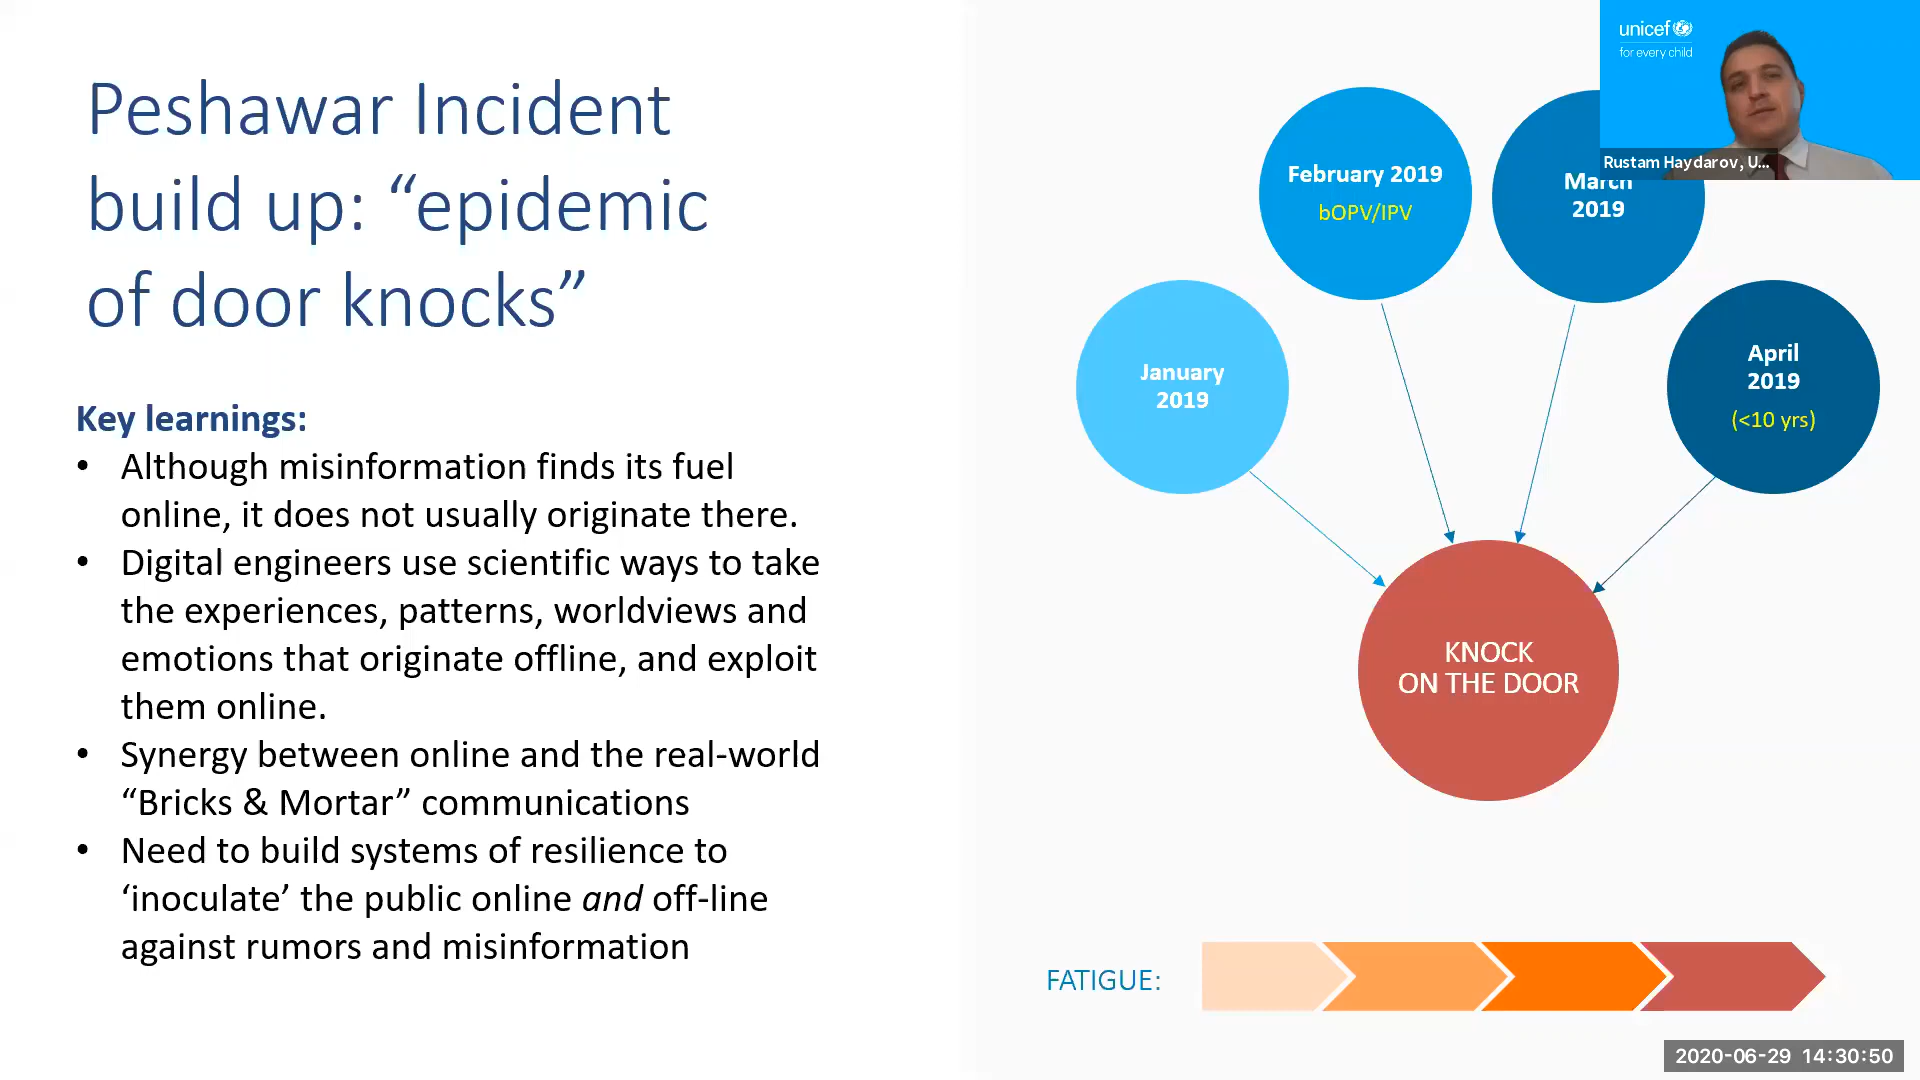 Peshawar Incident
build up: “epidemic
of door knocks”
Key learnings:
• Although misinformation finds its fuel
online, it does not usually originate there.
• Digital engineers use scientific ways to take
the experiences, patterns, worldviews and
emotions that originate offline, and exploit
them online.
• Synergy between online and the real-world
“Bricks & Mortar” communications
• Need to build systems of resilience to
‘inoculate’ the public online and off-line
against rumors and misinformation
January
2019
February 2019
bOPV/IPV
March
2019
April
2019
(<10 yrs)
KNOCK
ON THE DOOR
FATIGUE:
unicef
for every child
Rustam Haydarov, U...
2020-06-29 14:30:50